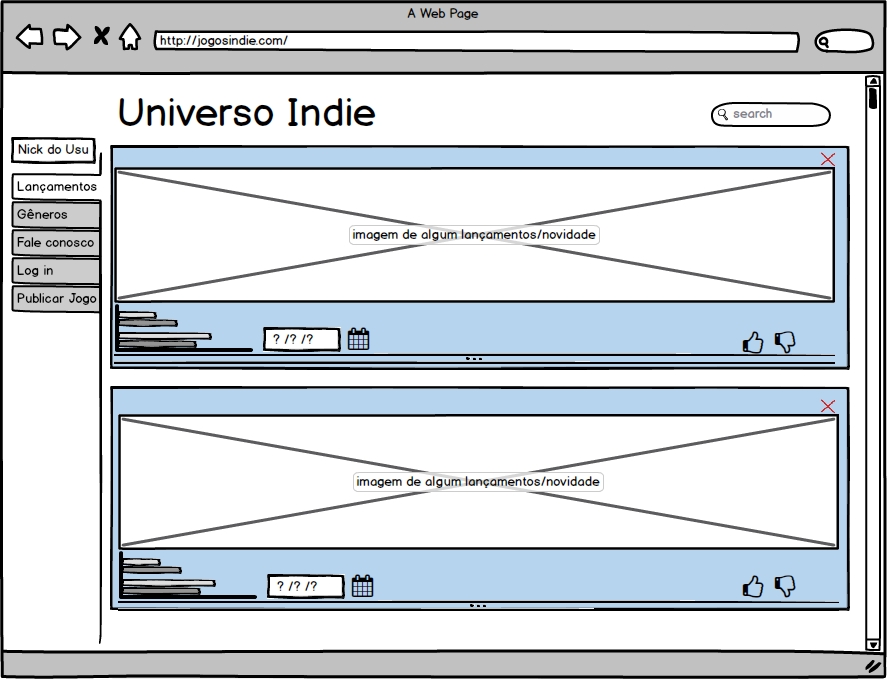 A Web Page
http://jogosindie.com/
Universo Indie
search
Nick do Usu
Lançamentos
Gêneros
Fale conosco
Log in
Publicar Jogo
imagem de algum lançamentos/novidade
? /? /?
imagem de algum lançamentos/novidade
? /? /?